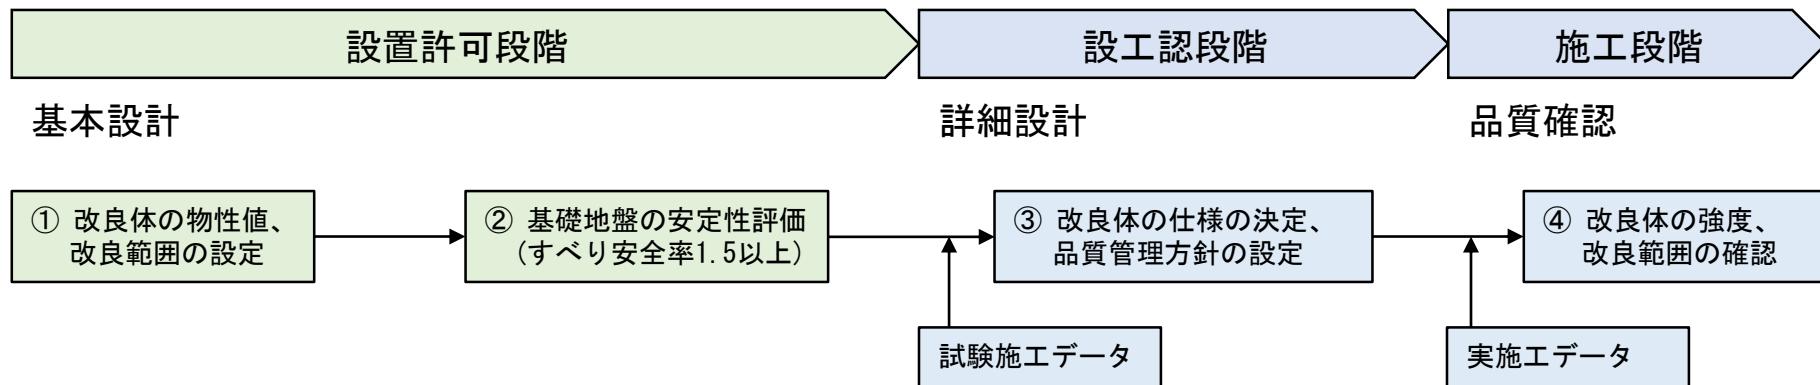 設置許可段階
設工認段階
施工段階
基本設計
詳細設計
品質確認
① 改良体の物性値、
改良範囲の設定
② 基礎地盤の安定性評価
(すべり安全率1.5以上)
③ 改良体の仕様の決定、
品質管理方針の設定
④ 改良体の強度、
改良範囲の確認
試験施工データ
実施工データ